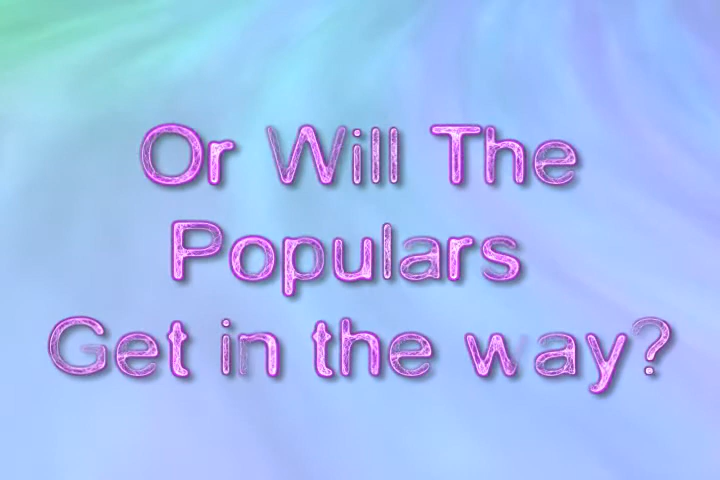 Or Will The
Populars
Get in the way?